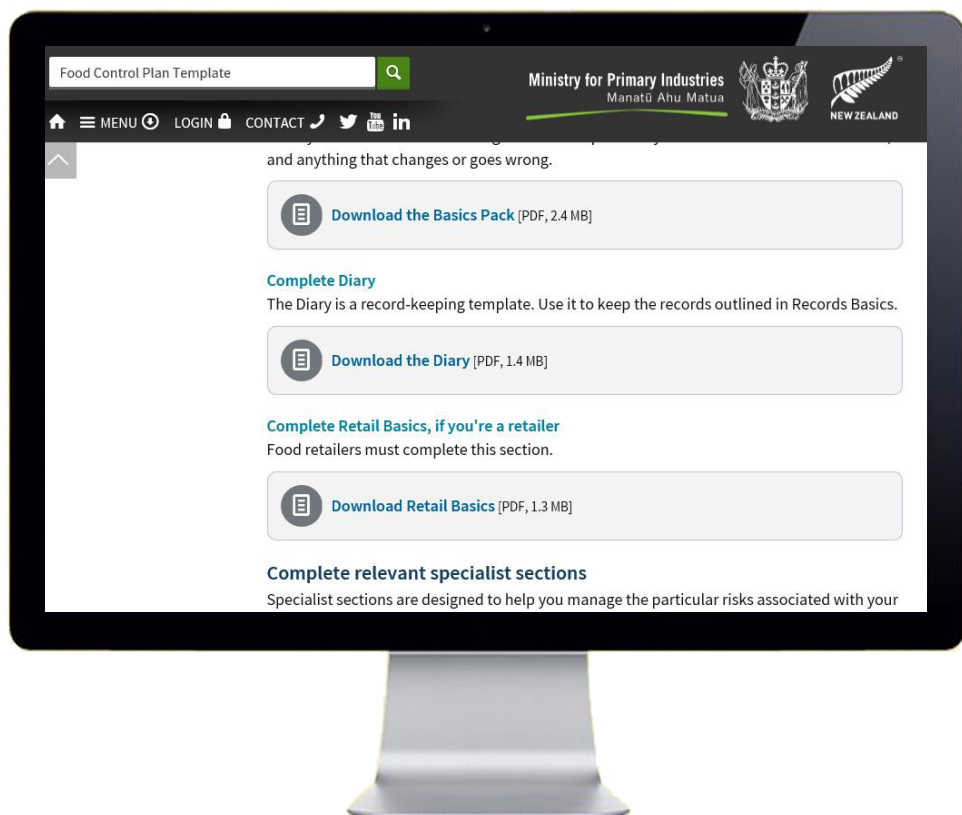 Food Control Plan Template
Ministry for Primary Industries
Manatū Ahu Matua
NEW ZEALAND
MENU LOGIN CONTACT You Tube in
and anything that changes or goes wrong.
Download the Basics Pack [PDF, 2.4 MB]
Complete Diary
The Diary is a record-keeping template. Use it to keep the records outlined in Records Basics.
Download the Diary [PDF, 1.4 MB]
Complete Retail Basics, if you're a retailer
Food retailers must complete this section.
Download Retail Basics [PDF, 1.3 MB]
Complete relevant specialist sections
Specialist sections are designed to help you manage the particular risks associated with your